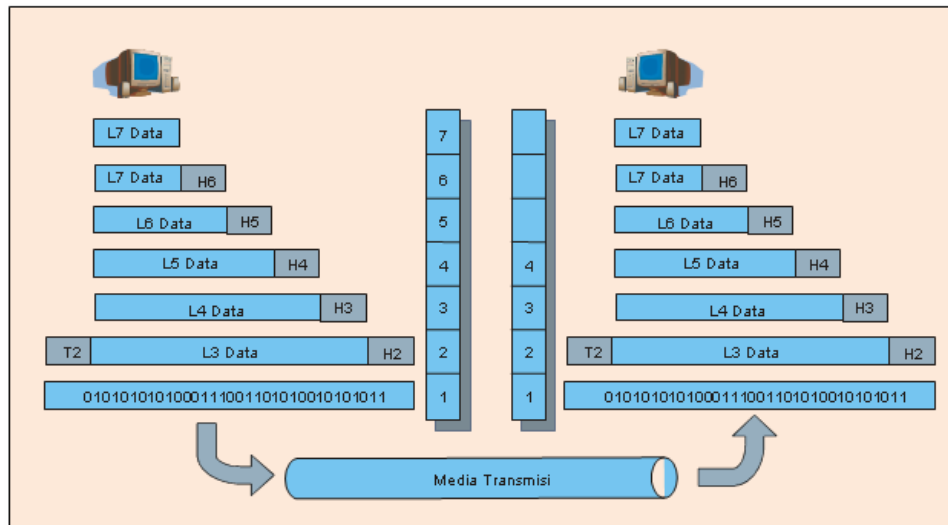 L7 Data 7 L7 Data
L7 Data H6 6 L7 Data H6
L6 Data H5 5 L6 Data H5
L5 Data H4 4 4 L5 Data H4
L4 Data H3 3 3 L4 Data H3
T2 L3 Data H2 2 2 T2 L3 Data H2
0101010101000111001101010010101011 1 1 0101010101000111001101010010101011
Media Transmisi